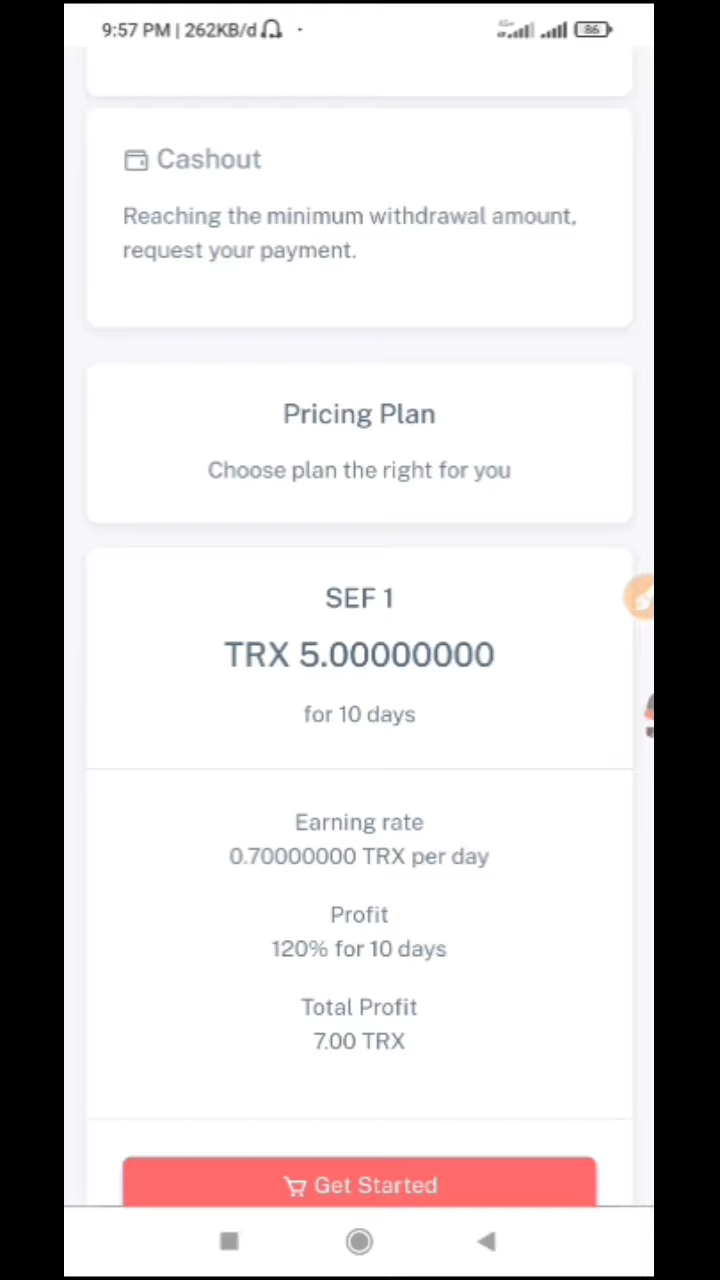 9:57 PM | 262KB/d
86
Cashout
Reaching the minimum withdrawal amount,
request your payment.
Pricing Plan
Choose plan the right for you
SEF 1
TRX 5.00000000
for 10 days
Earning rate
0.70000000 TRX per day
Profit
120% for 10 days
Total Profit
7.00 TRX
Get Started